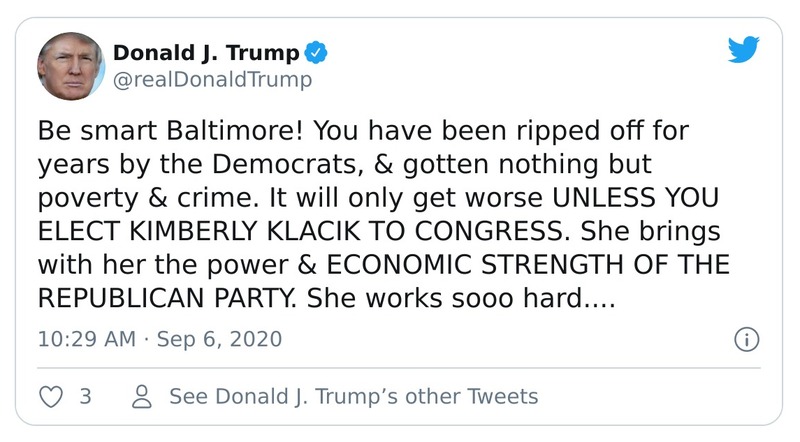 Donald J. Trump
@realDonaldTrump
Be smart Baltimore! You have been ripped off for
years by the Democrats, & gotten nothing but
poverty & crime. It will only get worse UNLESS YOU
ELECT KIMBERLY KLACIK TO CONGRESS. She brings
with her the power & ECONOMIC STRENGTH OF THE
REPUBLICAN PARTY. She works sooo hard....
10:29 AM · Sep 6, 2020
3 See Donald J. Trump’s other Tweets